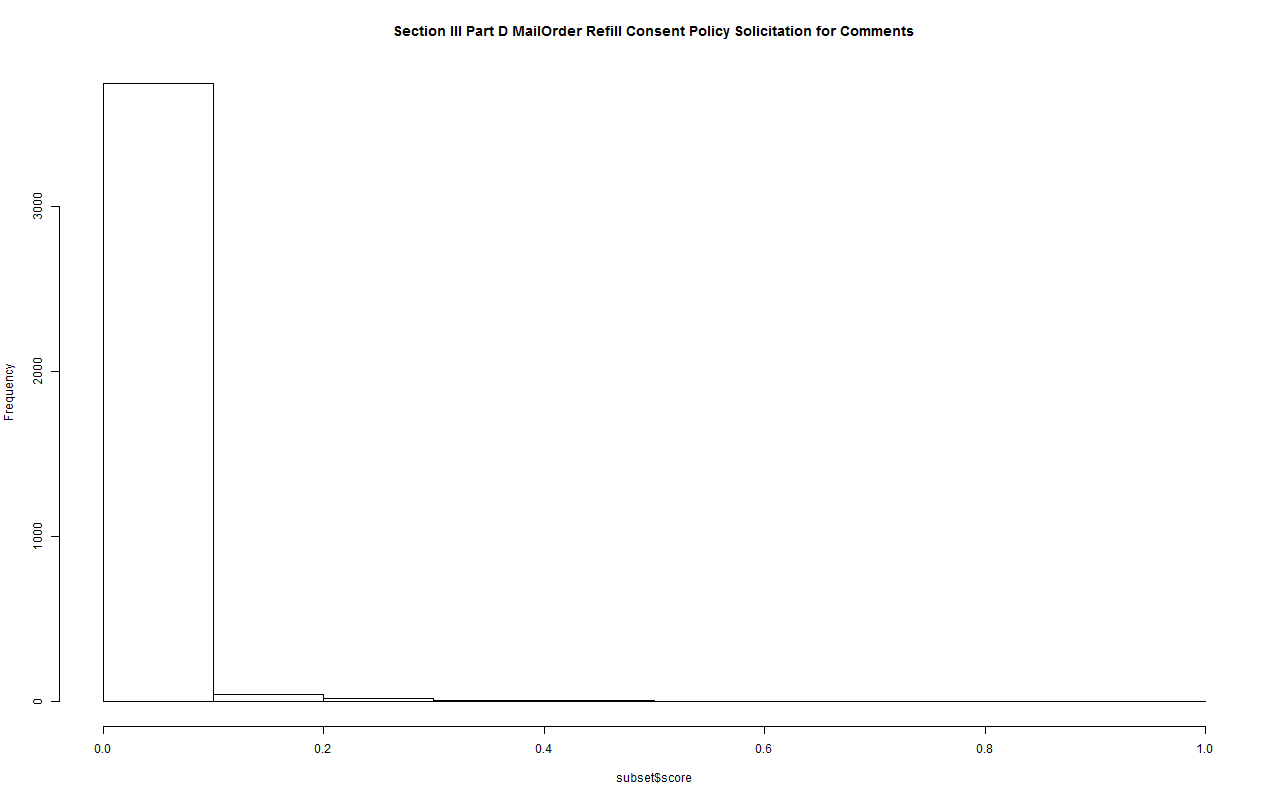 Section III Part D MailOrder Refill Consent Policy Solicitation for Comments
3000
2000
1000
0
Frequency
0.0 0.2 0.4 0.6 0.8 1.0
subset$score